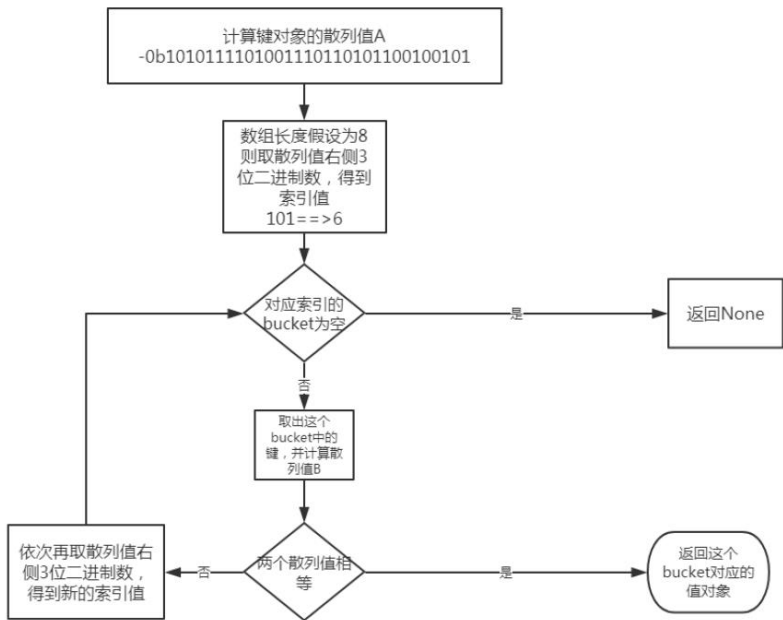 计算键对象的散列值A
-0b1010111101001110110101100100101
数组长度假设为8
则取散列值右侧3
位二进制数，得到
索引值
101==>6
对应索引的
bucket为空
是
返回None
否
取出这个
bucket中的
键，并计算散
列值B
两个散列值相
等
是
返回这个
bucket对应的
值对象
否
依次再取散列值右
侧3位二进制数，
得到新的索引值